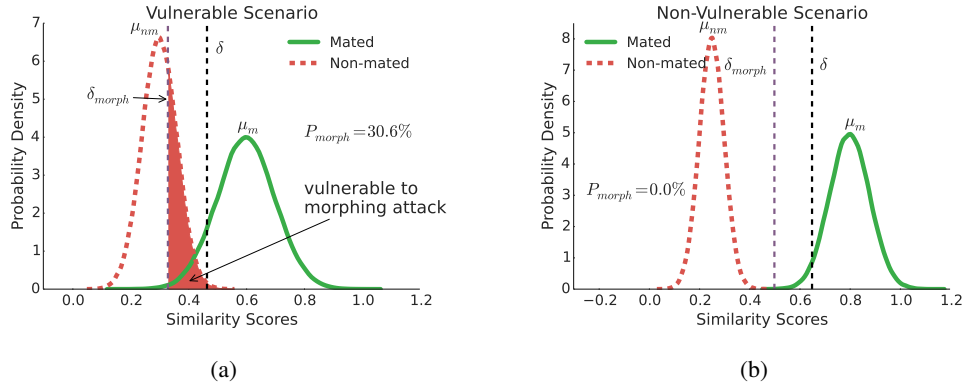 Vulnerable Scenario
7
6
5
4
3
2
1
0
Probability Density
0.0 0.2 0.4 0.6 0.8 1.0 1.2
Similarity Scores
μnm
δmorph
δ
μm
Mated
Non-mated
Pmorph=30.6%
vulnerable to
morphing attack
(a)
Non-Vulnerable Scenario
8
7
6
5
4
3
2
1
0
Probability Density
−0.2 0.0 0.2 0.4 0.6 0.8 1.0 1.2
Similarity Scores
μnm
Mated
Non-mated
δmorph
δ
μm
Pmorph=0.0%
(b)